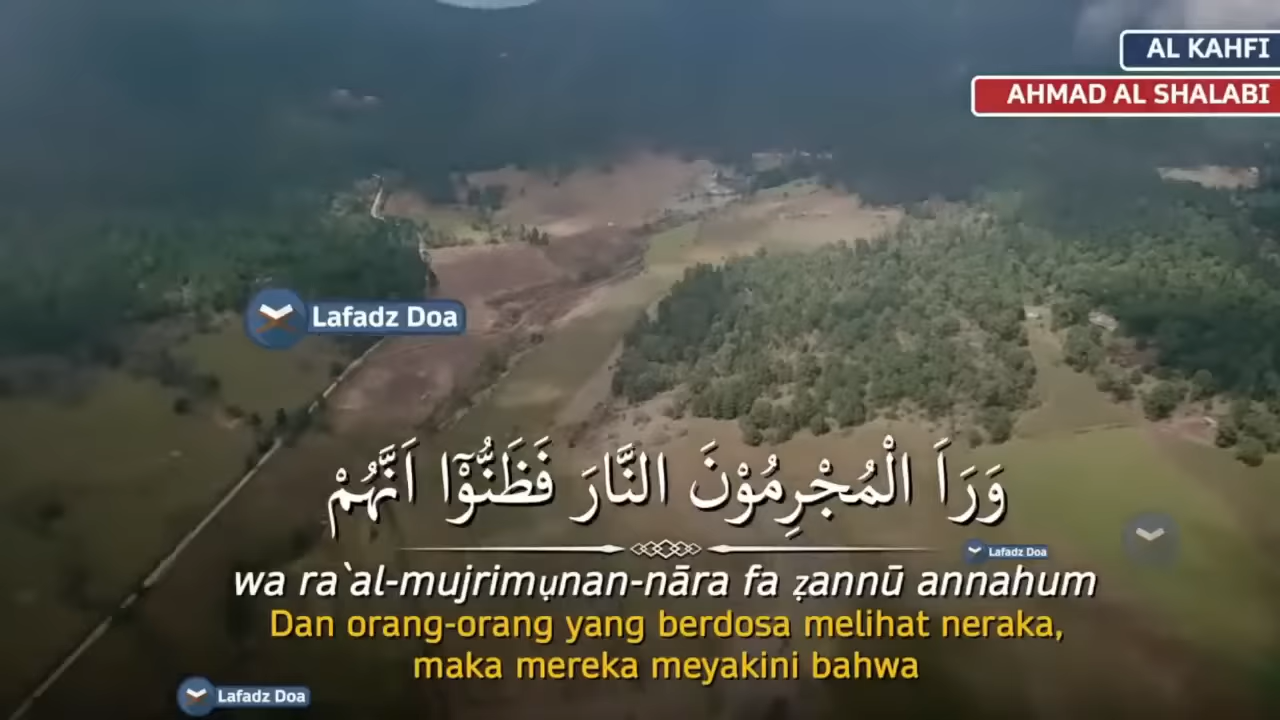 AL KAHFI
AHMAD AL SHALABI
Lafadz Doa
وَرَاَ الْمُجْرِمُوْنَ النَّارَ فَظَنُّوْٓا اَنَّهُمْ
Lafadz Doa
wa ra`al-mujrimụnan-nāra fa ẓannū annahum
Dan orang-orang yang berdosa melihat neraka,
maka mereka meyakini bahwa
Lafadz Doa